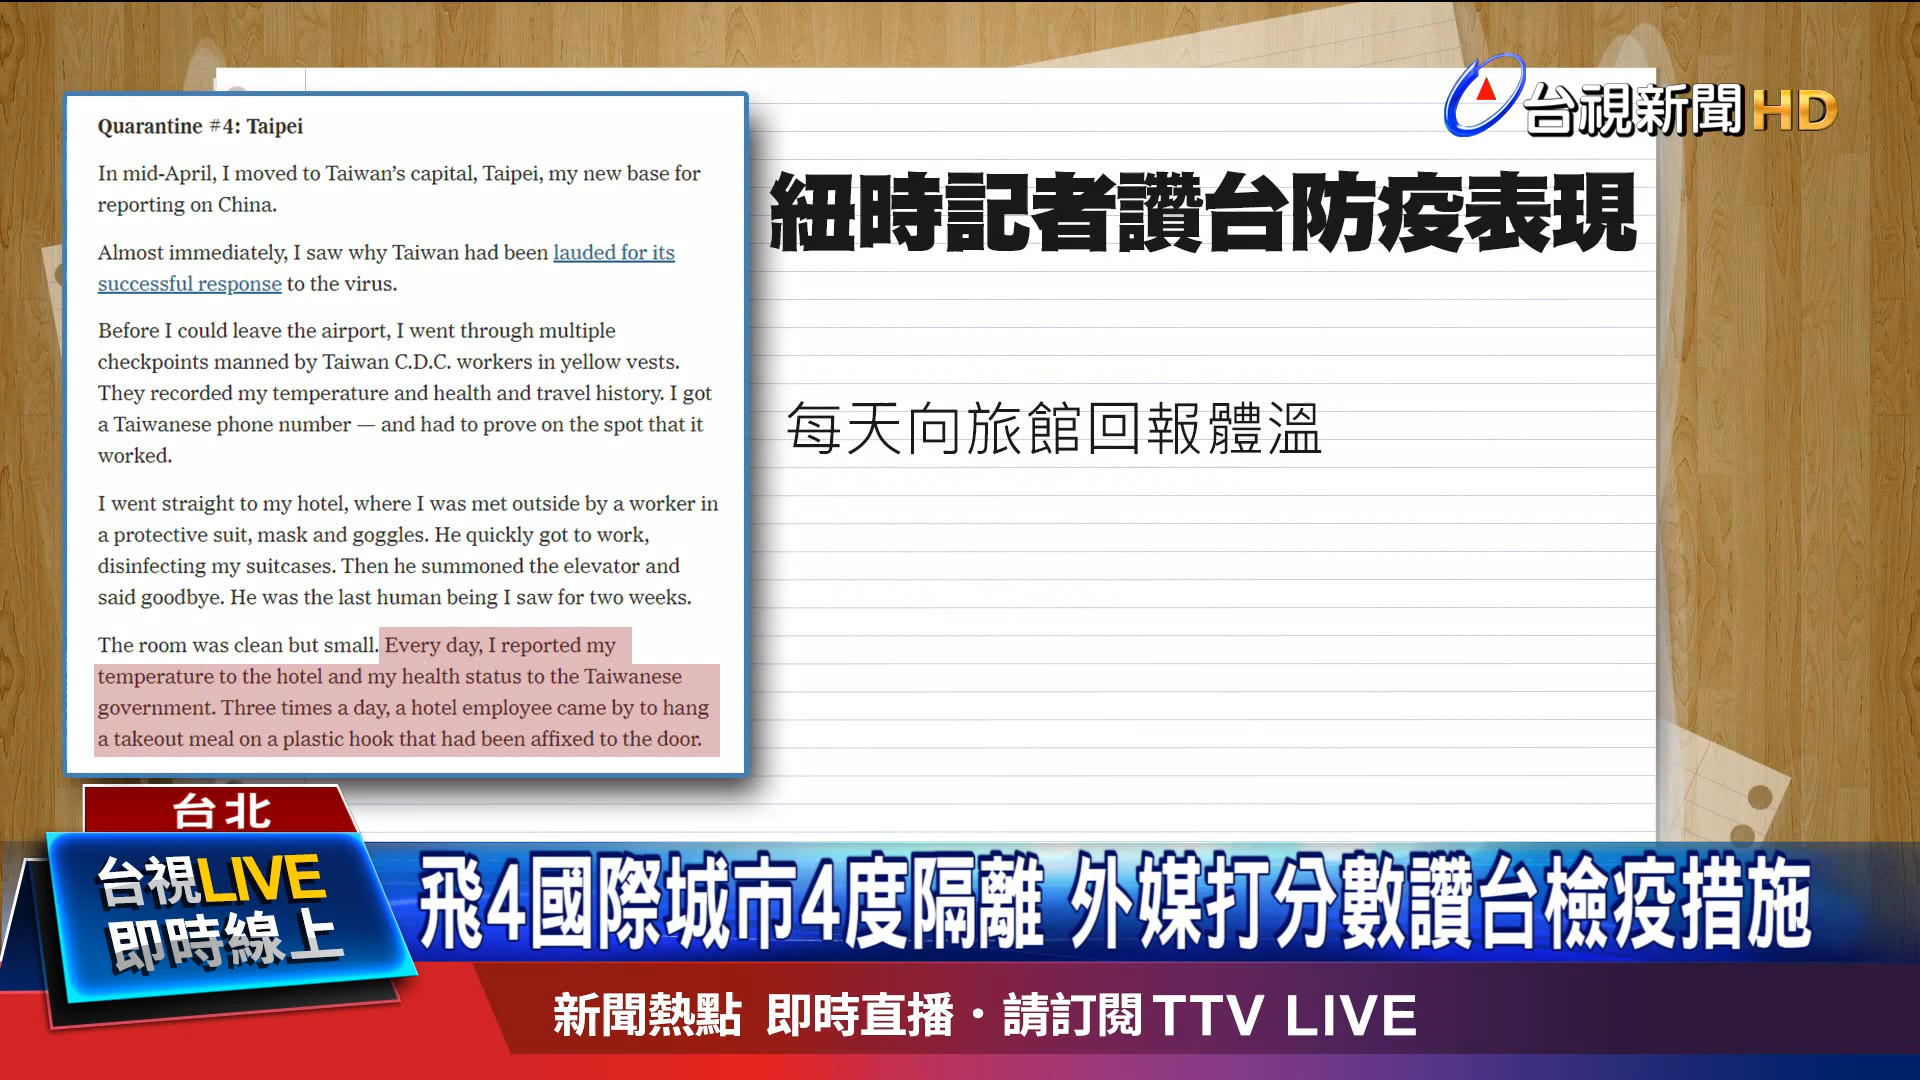 台視新聞HD
紐時記者讚台防疫表現
每天向旅館回報體溫
Quarantine #4: Taipei
In mid-April, I moved to Taiwan’s capital, Taipei, my new base for
reporting on China.
Almost immediately, I saw why Taiwan had been lauded for its
successful response to the virus.
Before I could leave the airport, I went through multiple
checkpoints manned by Taiwan C.D.C. workers in yellow vests.
They recorded my temperature and health and travel history. I got
a Taiwanese phone number — and had to prove on the spot that it
worked.
I went straight to my hotel, where I was met outside by a worker in
a protective suit, mask and goggles. He quickly got to work,
disinfecting my suitcases. Then he summoned the elevator and
said goodbye. He was the last human being I saw for two weeks.
The room was clean but small. Every day, I reported my
temperature to the hotel and my health status to the Taiwanese
government. Three times a day, a hotel employee came by to hang
a takeout meal on a plastic hook that had been affixed to the door.
台北
台視LIVE
即時線上
飛4國際城市4度隔離 外媒打分數讚台檢疫措施
新聞熱點 即時直播・請訂閱TTV LIVE